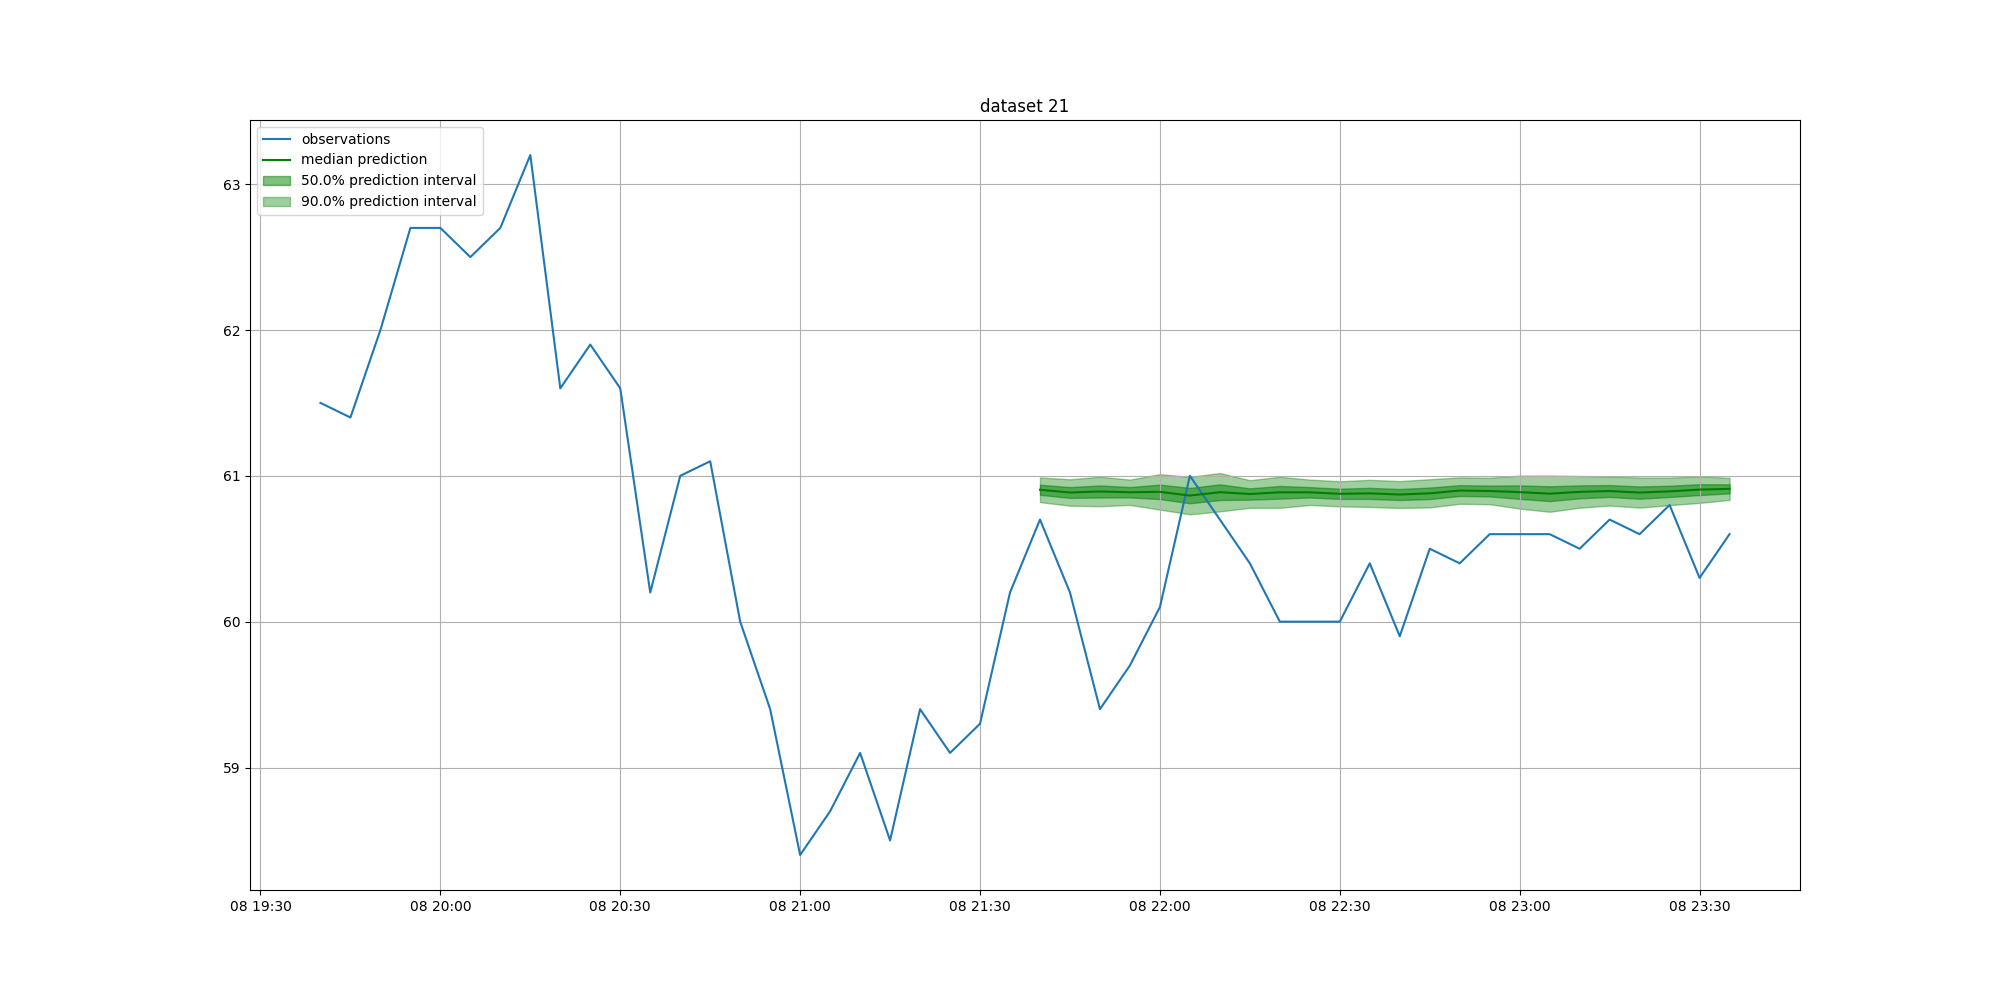 dataset 21
observations
median prediction
50.0% prediction interval
90.0% prediction interval
63
62
61
60
59
08 19:30 08 20:00 08 20:30 08 21:00 08 21:30 08 22:00 08 22:30 08 23:00 08 23:30